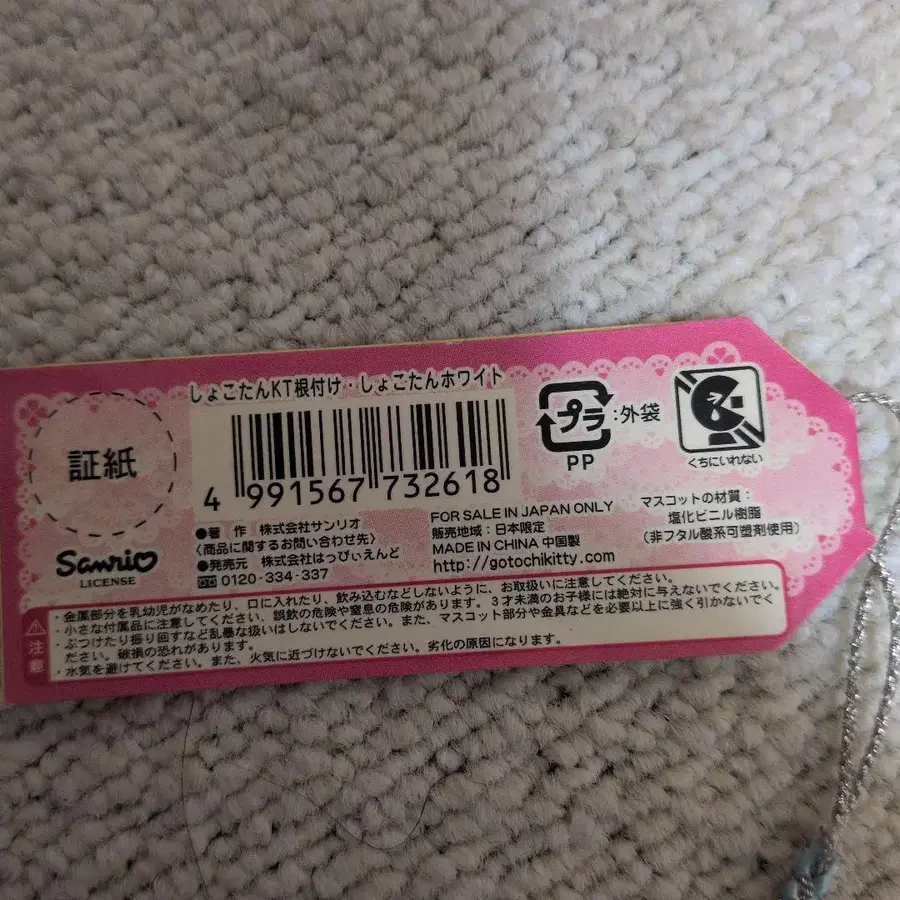 しょこたんKT根付け・しょこたんホワイト
証紙
4 991567 732618
プラ :外袋
PP
くちにいれない
Sanrio
LICENSE
●著 作 株式会社サンリオ
〈商品に関するお問い合わせ先〉
●発売元 株式会社はっぴぃえんど
0120-334-337
FOR SALE IN JAPAN ONLY
販売地域:日本限定
MADE IN CHINA 中国製
http://gotochikitty.com
マスコットの材質:
塩化ビニル樹脂
(非フタル酸系可塑剤使用)
注意
・金属部分を乳幼児がなめたり、口に入れたり、飲み込むなどしないように、お取扱いに注意してください。
・小さな付属品に注意してください、誤飲の危険や窒息の危険があります。3才未満のお子様には絶対に与えないでください。
・ぶつけたり振り回すなど乱暴な扱いはしないでください。また、マスコット部分や金具などを必要以上に強く引かないでく
ださい。破損の恐れがあります。
・水気を避けてください。また、火気に近づけないでください。劣化の原因になります。